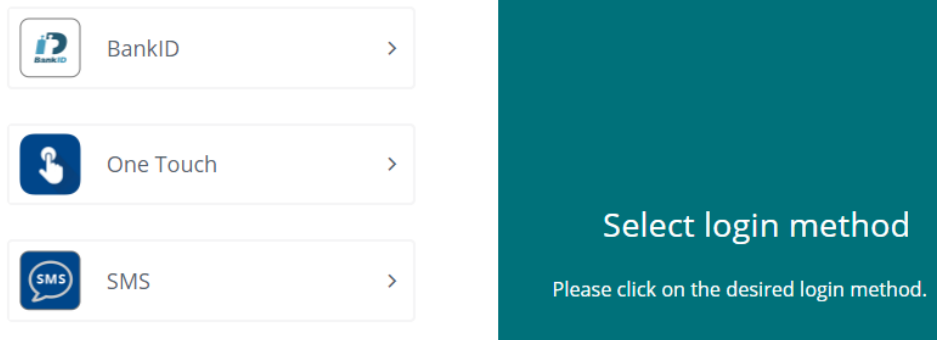 BankID
BankID
One Touch
SMS
SMS
Select login method
Please click on the desired login method.